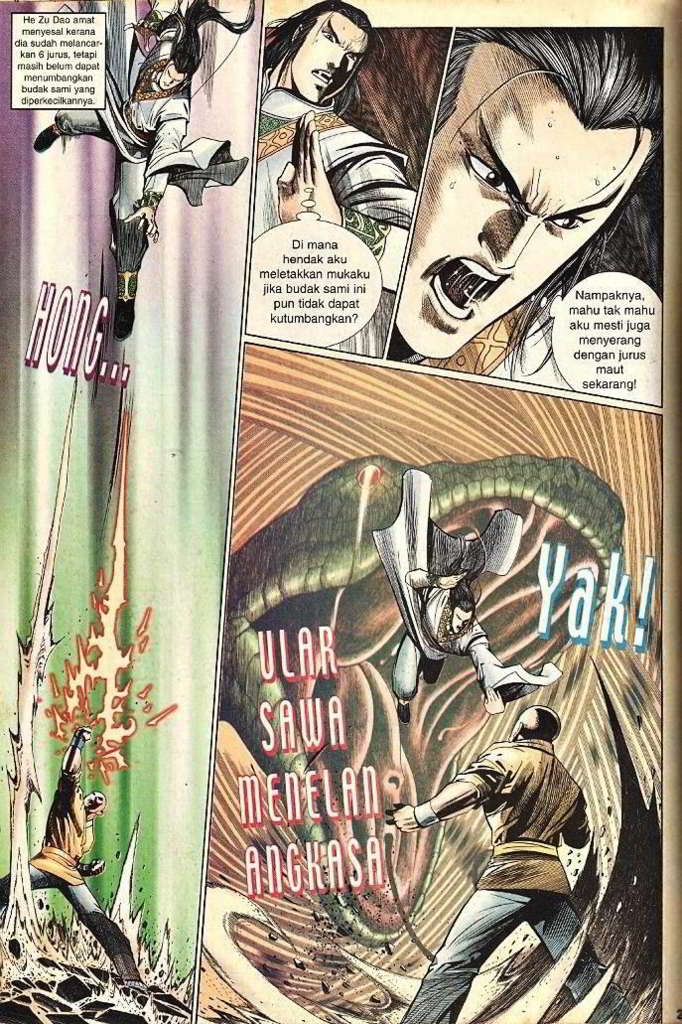 He Zu Dao amat
menyesal kerana
dia sudah melancar-
kan 6 jurus, tetapi
masih belum dapat
menumbangkan
budak sami yang
diperkecilkannya.
HONG...
Di mana
hendak aku
meletakkan mukaku
jika budak sami ini
pun tidak dapat
kutumbangkan?
Nampaknya,
mahu tak mahu
aku mesti juga
menyerang
dengan jurus
maut
sekarang!
Yak!
ULAR
SAWA
MENELAN
ANGKASA